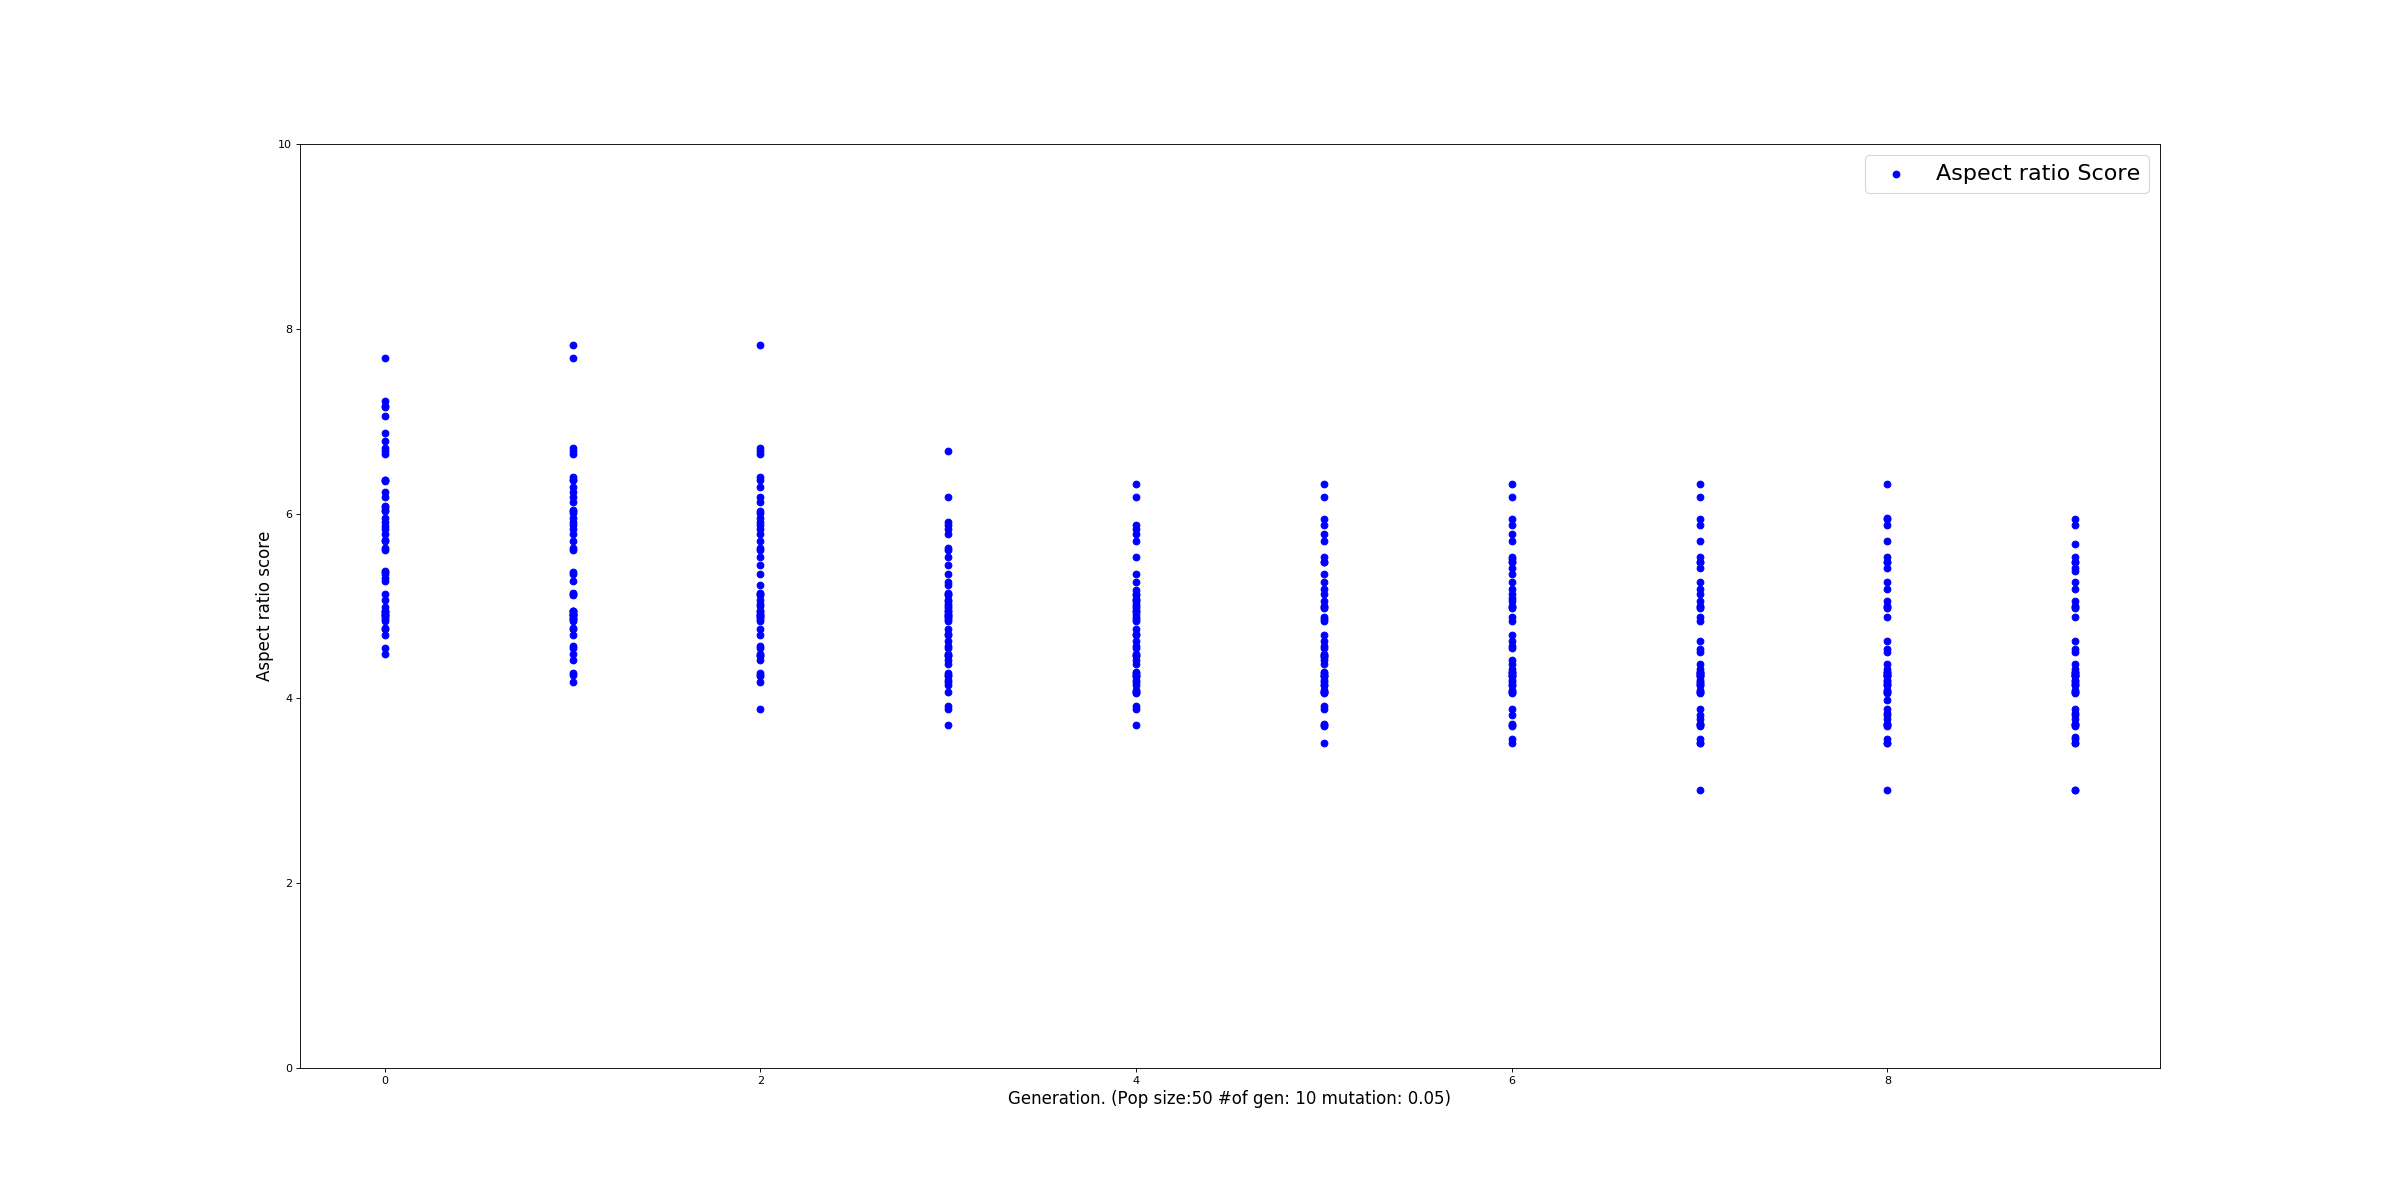 10
Aspect ratio Score
8
6
4
2
0
Aspect ratio score
0 2 4 6 8
Generation. (Pop size:50 #of gen: 10 mutation: 0.05)